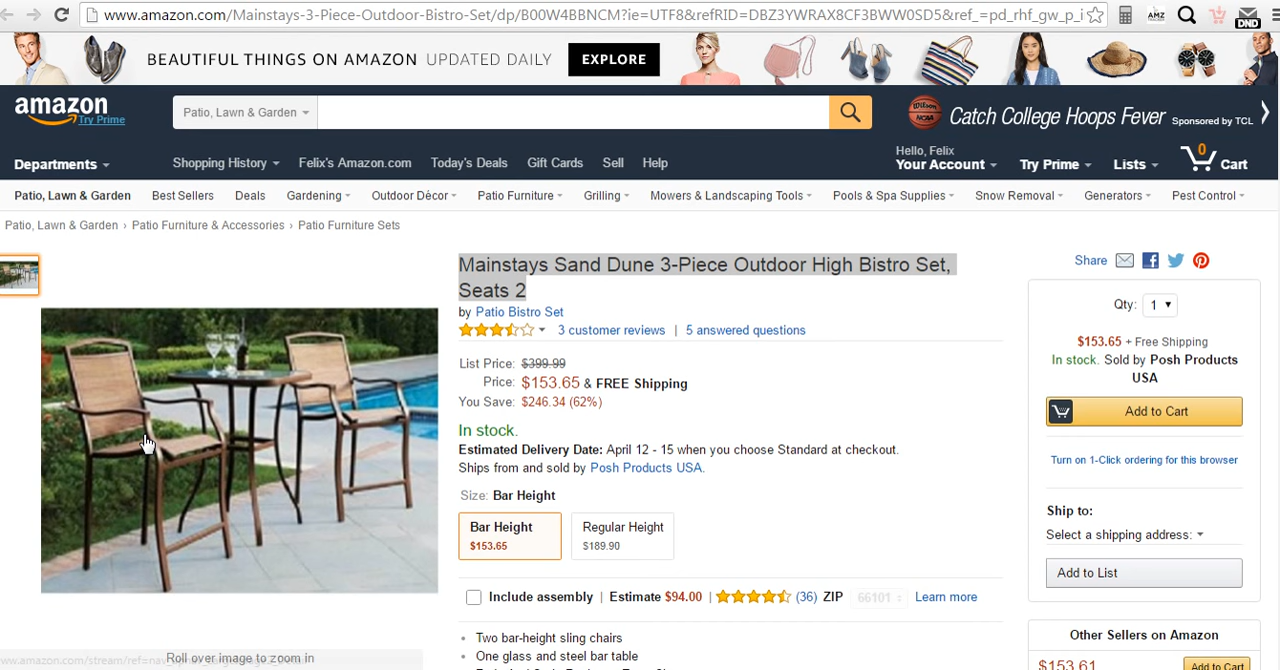 www.amazon.com/Mainstays-3-Piece-Outdoor-Bistro-Set/dp/B00W4BBNCM?ie=UTF8&refRID=DBZ3YWRAX8CF3BWW0SD5&ref_=pd_rhf_gw_p_i
AMZ
DND
BEAUTIFUL THINGS ON AMAZON UPDATED DAILY EXPLORE
amazon
Try Prime
Patio, Lawn & Garden
Wilson
NCAA
Catch College Hoops Fever Sponsored by TCL
Departments
Shopping History Felix's Amazon.com Today's Deals Gift Cards Sell Help
Hello, Felix
Your Account Try Prime Lists 0 Cart
Patio, Lawn & Garden Best Sellers Deals Gardening Outdoor Dècor Patio Furniture Grilling Mowers & Landscaping Tools Pools & Spa Supplies Snow Removal Generators Pest Control
Patio, Lawn & Garden › Patio Furniture & Accessories › Patio Furniture Sets
Mainstays Sand Dune 3-Piece Outdoor High Bistro Set,
Seats 2
by Patio Bistro Set
3 customer reviews | 5 answered questions
List Price: $399.99
Price: $153.65 & FREE Shipping
You Save: $246.34 (62%)
In stock.
Estimated Delivery Date: April 12 - 15 when you choose Standard at checkout.
Ships from and sold by Posh Products USA.
Size: Bar Height
Bar Height
$153.65
Regular Height
$189.90
Include assembly | Estimate $94.00 | (36) ZIP 66101 Learn more
• Two bar-height sling chairs
• One glass and steel bar table
Roll over image to zoom in
Share
Qty: 1
$153.65 + Free Shipping
In stock. Sold by Posh Products
USA
Add to Cart
Turn on 1-Click ordering for this browser
Ship to:
Select a shipping address:
Add to List
Other Sellers on Amazon
$153.61
Add to Cart